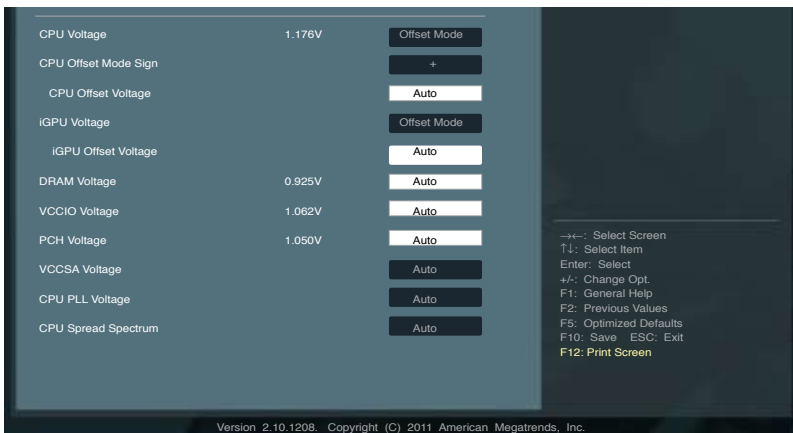 CPU Voltage 1.176V Offset Mode
CPU Offset Mode Sign +
CPU Offset Voltage Auto
iGPU Voltage Offset Mode
iGPU Offset Voltage Auto
DRAM Voltage 0.925V Auto
VCCIO Voltage 1.062V Auto
PCH Voltage 1.050V Auto
VCCSA Voltage Auto
CPU PLL Voltage Auto
CPU Spread Spectrum Auto
→←: Select Screen
↑↓: Select Item
Enter: Select
+/-: Change Opt.
F1: General Help
F2: Previous Values
F5: Optimized Defaults
F10: Save ESC: Exit
F12: Print Screen
Version 2.10.1208. Copyright (C) 2011 American Megatrends, Inc.